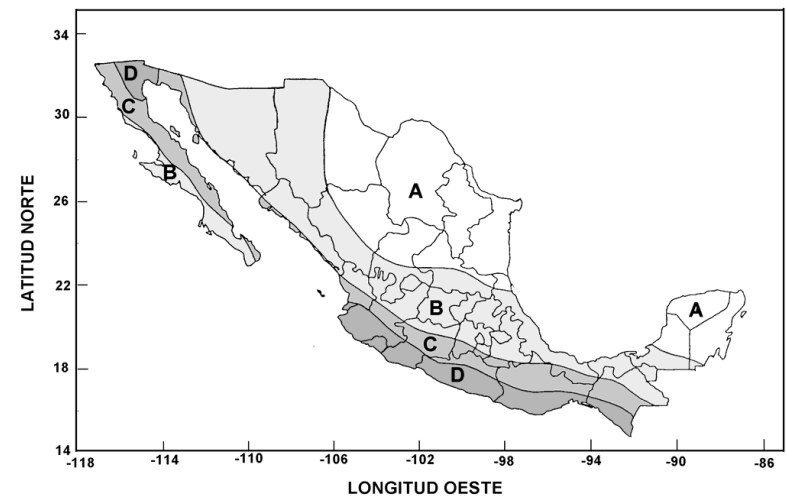 34
30
26
22
18
14
LATITUD NORTE
D
C
B
A
A
B
C
D
-118
-114
-110
-106
-102
-98
-94
-90
-86
LONGITUD OESTE